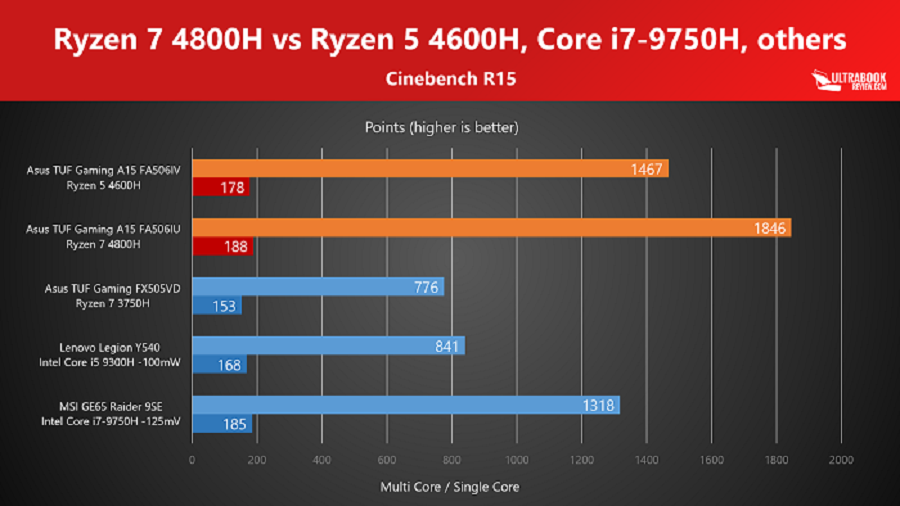 Ryzen 7 4800H vs Ryzen 5 4600H, Core i7-9750H, others
Cinebench R15
ULTRABOOK
REVIEW.COM
Points (higher is better)
Asus TUF Gaming A15 FA506IV
Ryzen 5 4600H
1467
178
Asus TUF Gaming A15 FA506IU
Ryzen 7 4800H
1846
188
Asus TUF Gaming FX505VD
Ryzen 7 3750H
776
153
Lenovo Legion Y540
Intel Core i5 9300H -100mW
841
168
MSI GE65 Raider 9SE
Intel Core i7-9750H -125mV
1318
185
0 200 400 600 800 1000 1200 1400 1600 1800 2000
Multi Core / Single Core